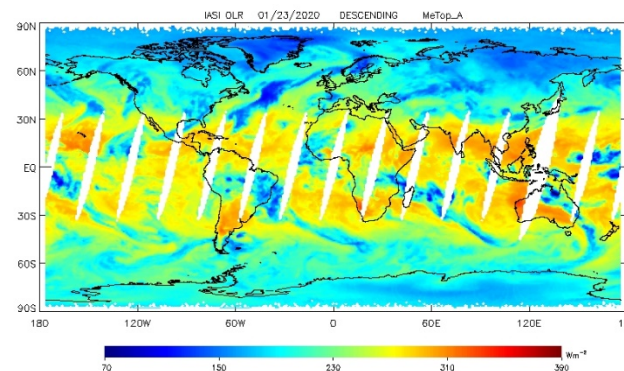 IASI OLR 01/23/2020 DESCENDING MeTop_A
90N
60N
30N
EQ
30S
60S
90S
180 120W 60W 0 60E 120E 1
70 150 230 310 390 Wm⁻²